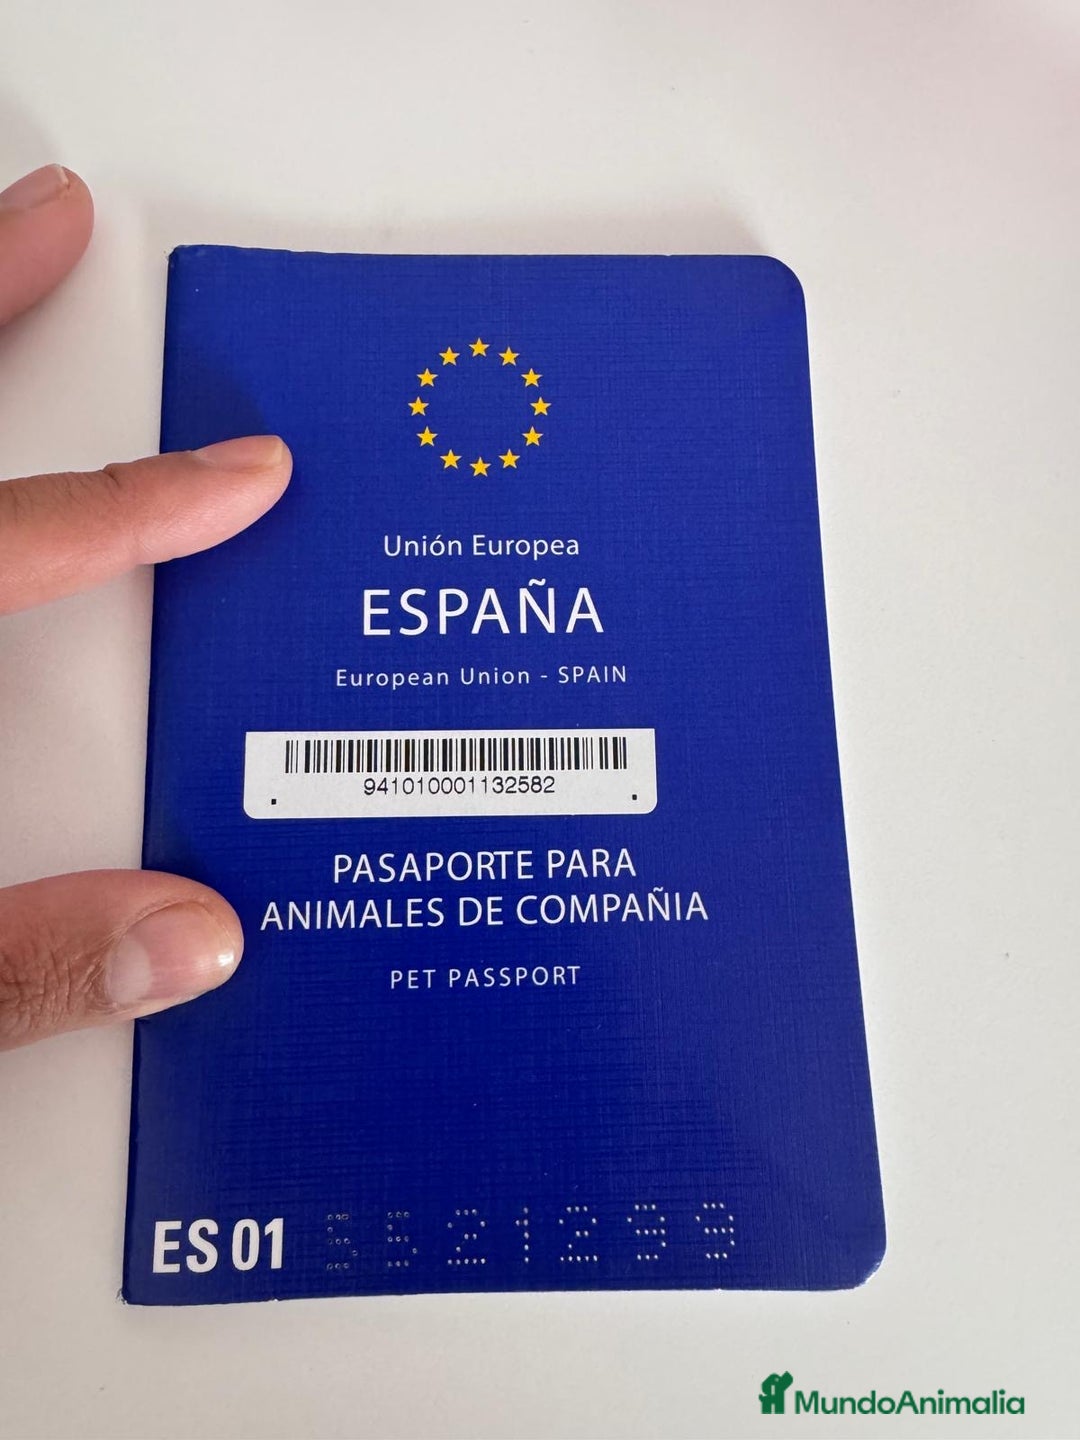 Unión Europea
ESPAÑA
European Union - SPAIN
941010001132582
PASAPORTE PARA
ANIMALES DE COMPAÑIA
PET PASSPORT
ES 01
MundoAnimalia